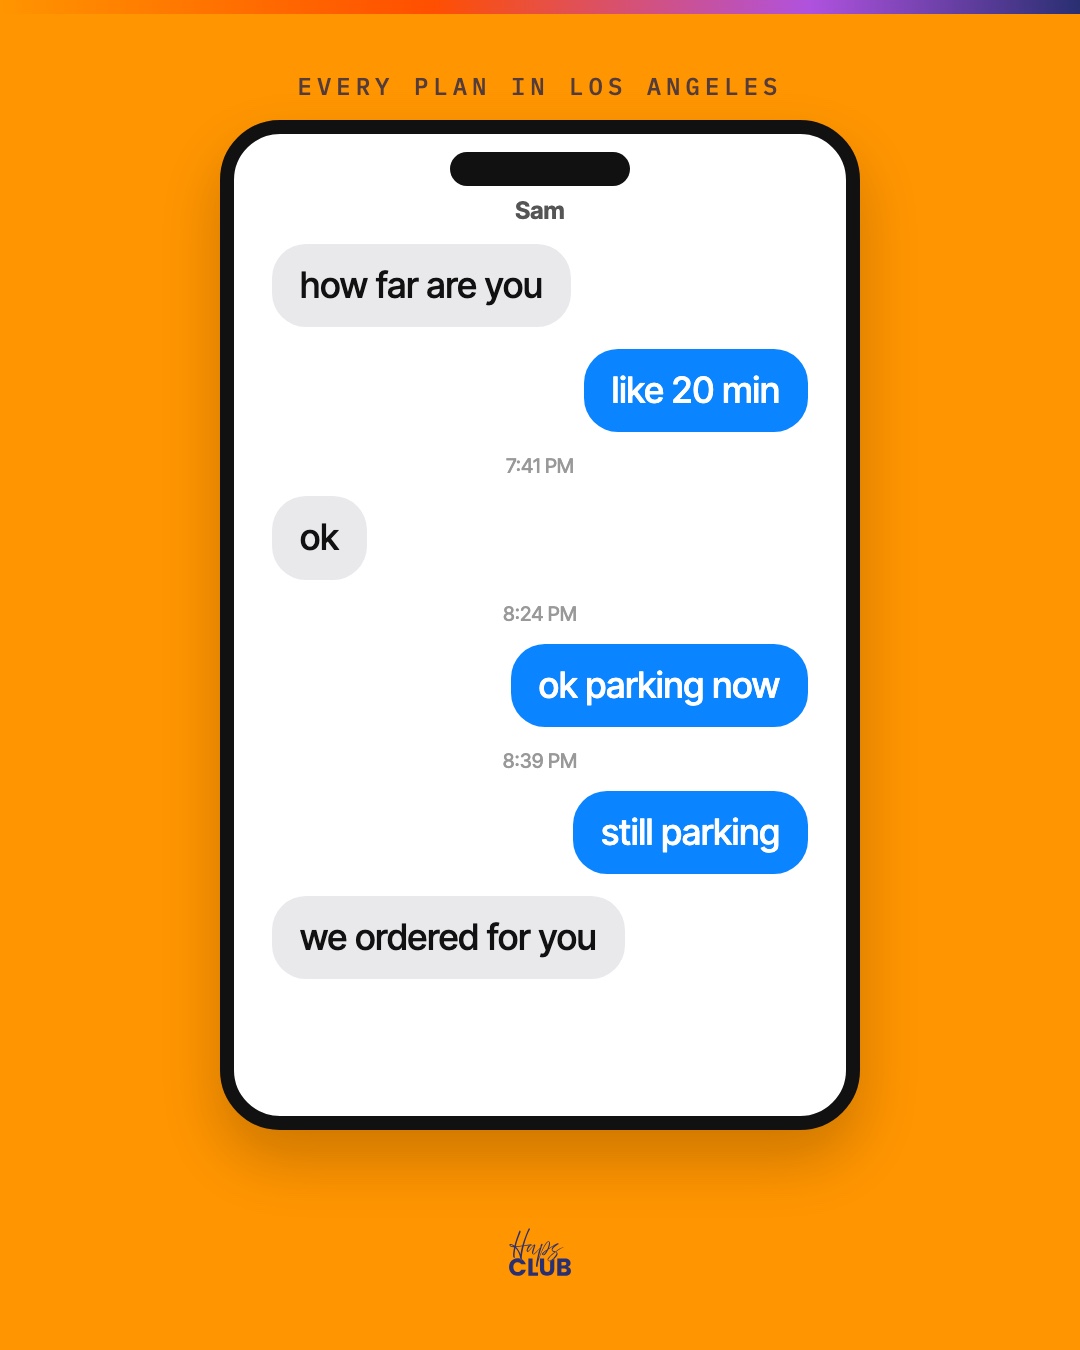 EVERY PLAN IN LOS ANGELES
Sam
how far are you
like 20 min
7:41 PM
ok
8:24 PM
ok parking now
8:39 PM
still parking
we ordered for you
Haps
CLUB